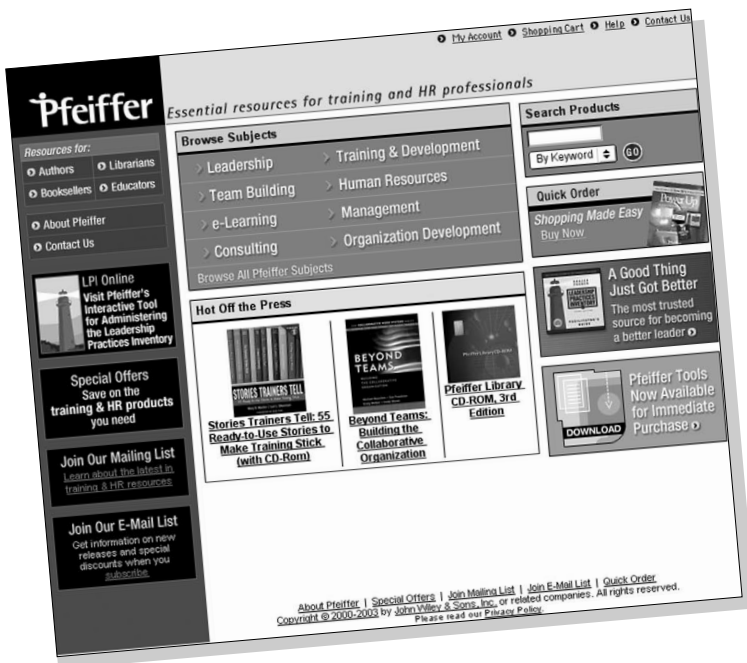 My Account Shopping Cart Help Contact Us
Pfeiffer
Essential resources for training and HR professionals
Resources for:
Authors Librarians
Booksellers Educators
About Pfeiffer
Contact Us
LPI Online
Visit Pfeiffer's
Interactive Tool
for Administering
the Leadership
Practices Inventory
Special Offers
Save on the
training & HR products
you need
Join Our Mailing List
Learn about the latest in
training & HR resources
Join Our E-Mail List
Get information on new
releases and special
discounts when you
subscribe.
Browse Subjects
Leadership Training & Development
Team Building Human Resources
e-Learning Management
Consulting Organization Development
Browse All Pfeiffer Subjects
Hot Off the Press
STORIES TRAINERS TELL
Stories Trainers Tell: 55
Ready-to-Use Stories to
Make Training Stick
(with CD-Rom)
BEYOND
TEAMS
Beyond Teams:
Building the
Collaborative
Organization
Pfeiffer Library CD-ROM
Pfeiffer Library
CD-ROM, 3rd
Edition
Search Products
By Keyword GO
Quick Order
Shopping Made Easy
Buy Now
Power Up
LEADERSHIP
PRACTICES
INVENTORY
A Good Thing
Just Got Better
The most trusted
source for becoming
a better leader
DOWNLOAD
Pfeiffer Tools
Now Available
for Immediate
Purchase
About Pfeiffer | Special Offers | Join Mailing List | Join E-Mail List | Quick Order
Copyright © 2000-2003 by John Wiley & Sons, Inc. or related companies. All rights reserved.
Please read our Privacy Policy.